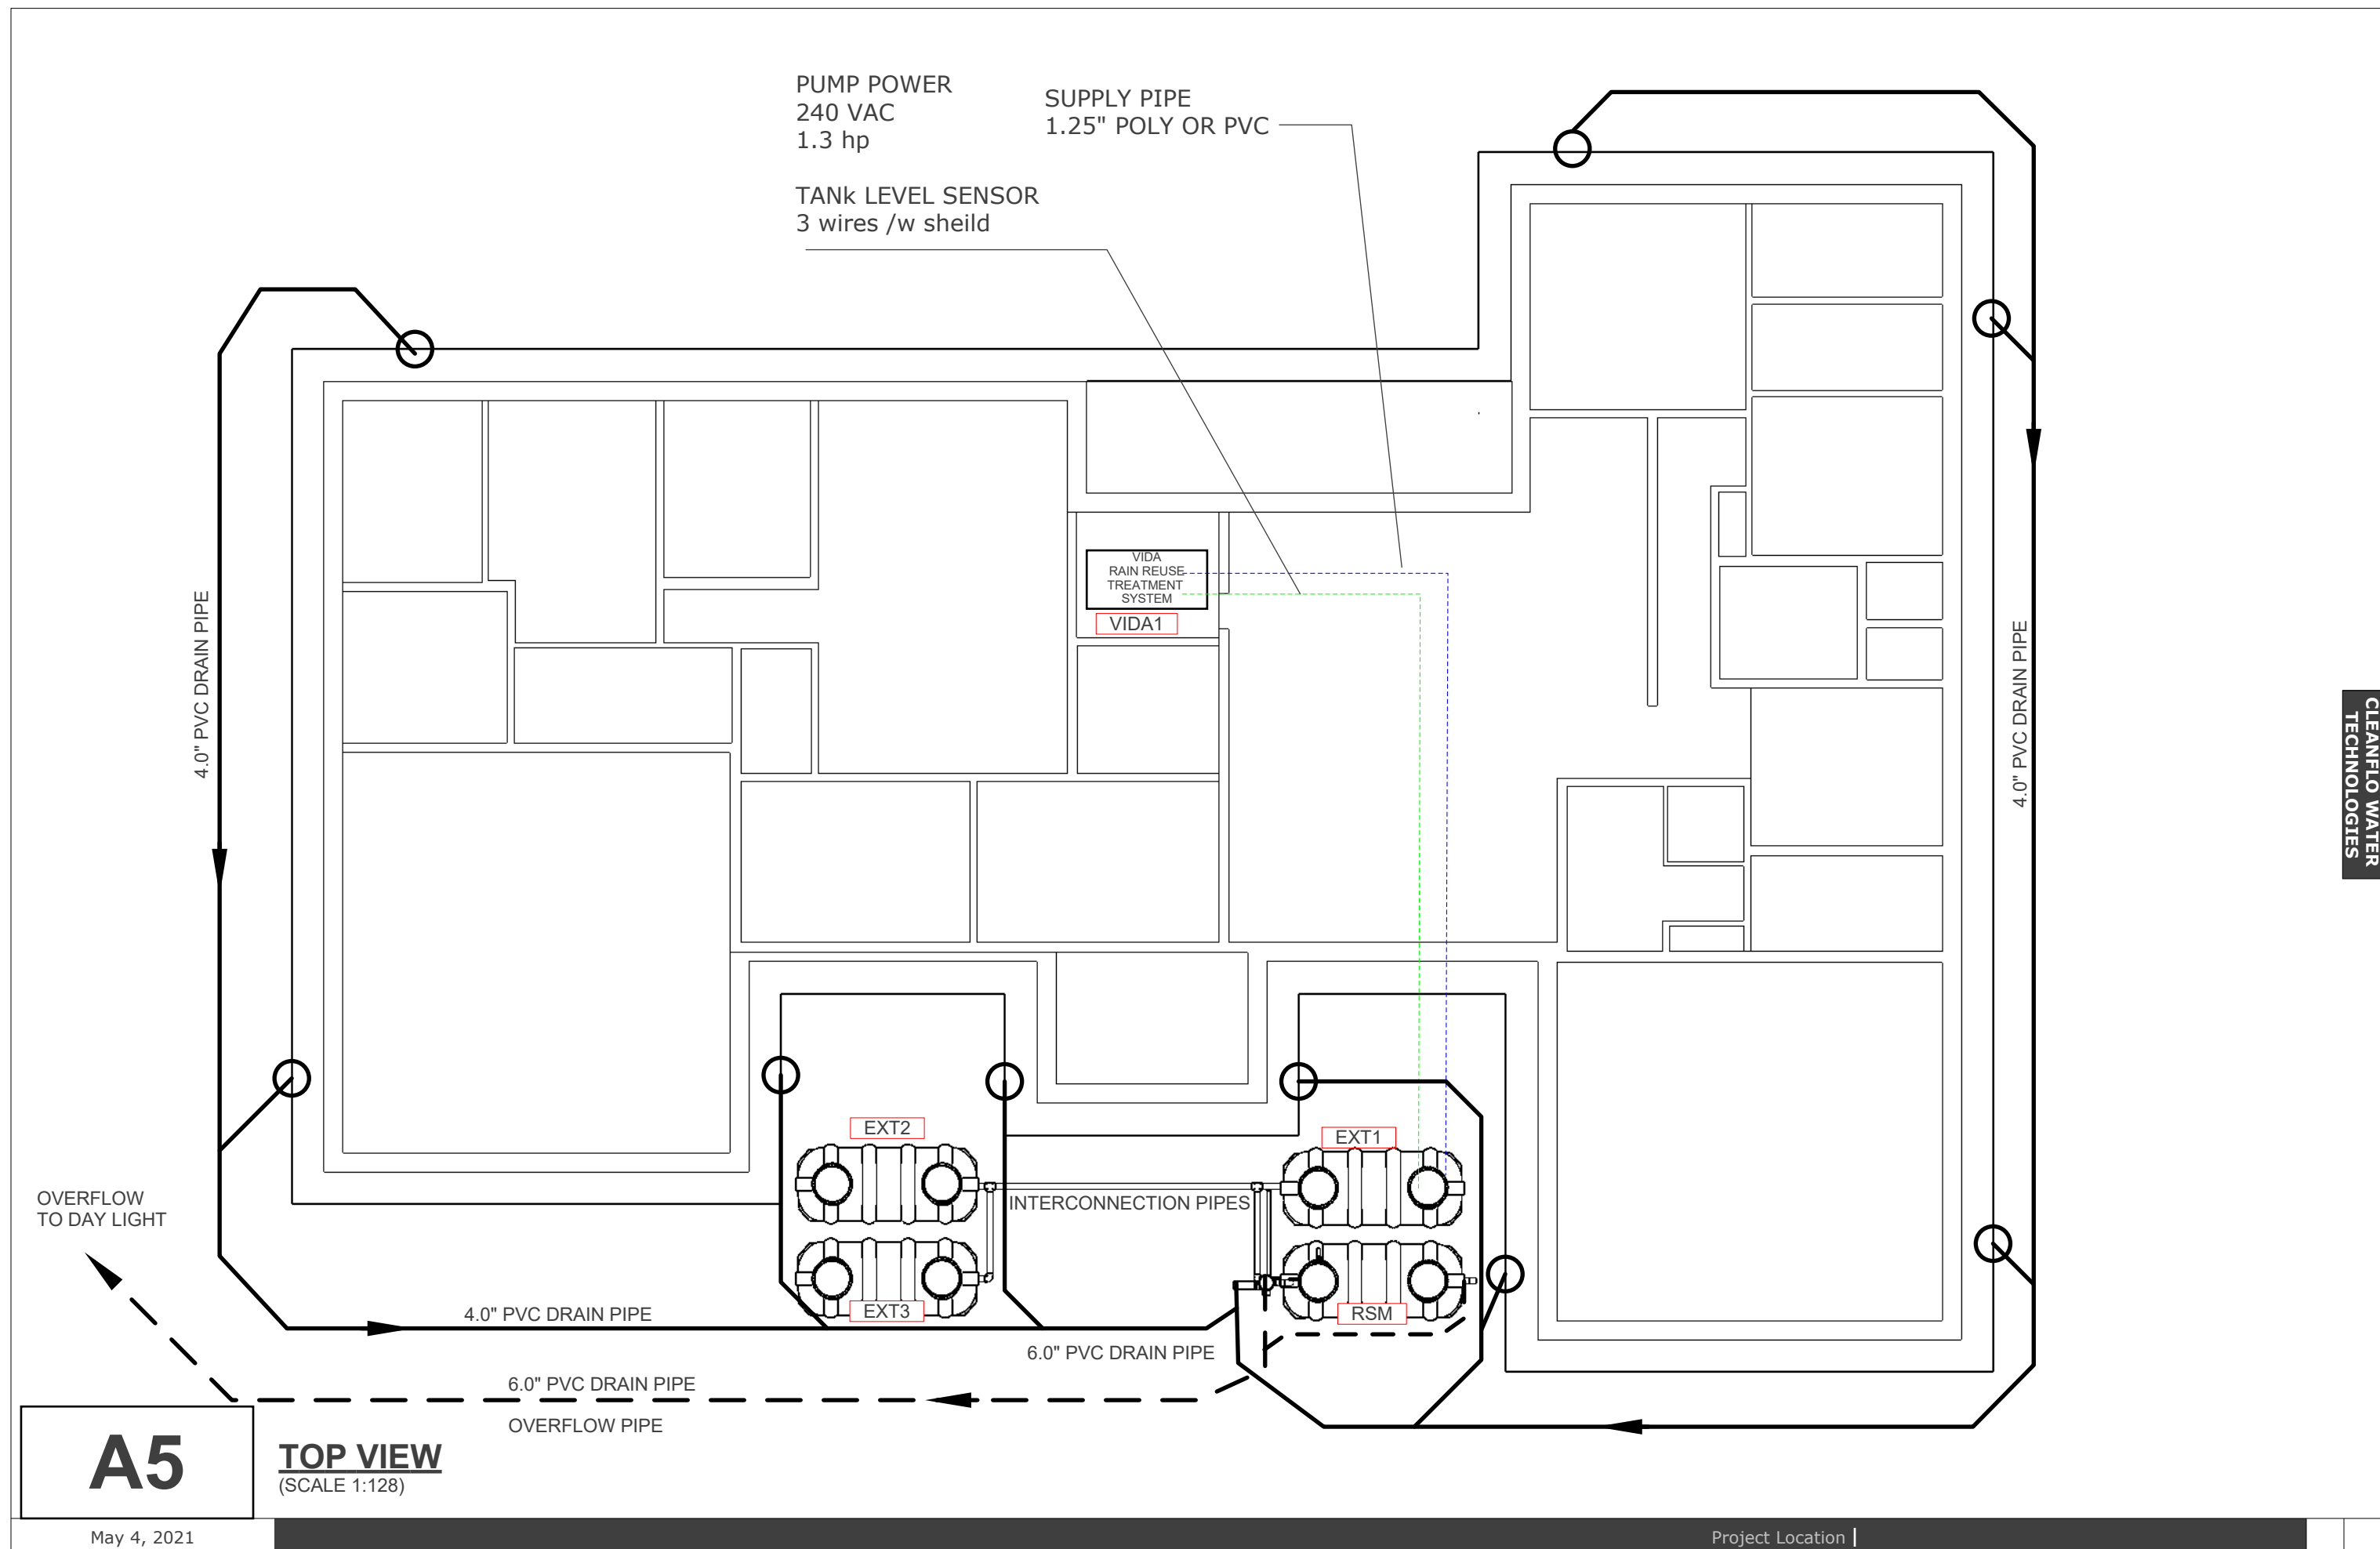 PUMP POWER
240 VAC
1.3 hp
SUPPLY PIPE
1.25" POLY OR PVC
TANk LEVEL SENSOR
3 wires /w sheild
VIDA
RAIN REUSE
TREATMENT
SYSTEM
VIDA1
4.0" PVC DRAIN PIPE
4.0" PVC DRAIN PIPE
CLEANFLO WATER
TECHNOLOGIES
EXT2
EXT1
OVERFLOW
TO DAY LIGHT
INTERCONNECTION PIPES
EXT3
RSM
4.0" PVC DRAIN PIPE
6.0" PVC DRAIN PIPE
6.0" PVC DRAIN PIPE
OVERFLOW PIPE
A5
TOP VIEW
(SCALE 1:128)
May 4, 2021
Project Location |